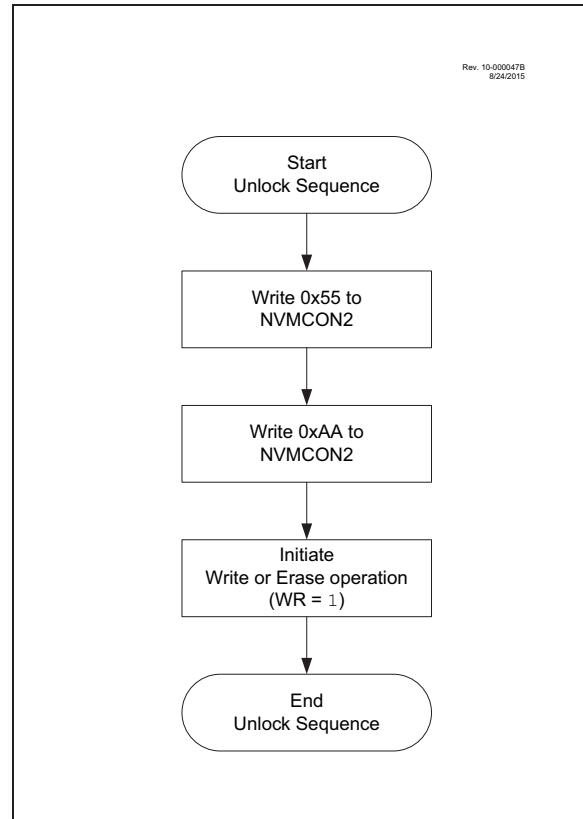 Rev. 10-000047B
8/24/2015
Start
Unlock Sequence
Write 0x55 to
NVMCON2
Write 0xAA to
NVMCON2
Initiate
Write or Erase operation
(WR = 1)
End
Unlock Sequence